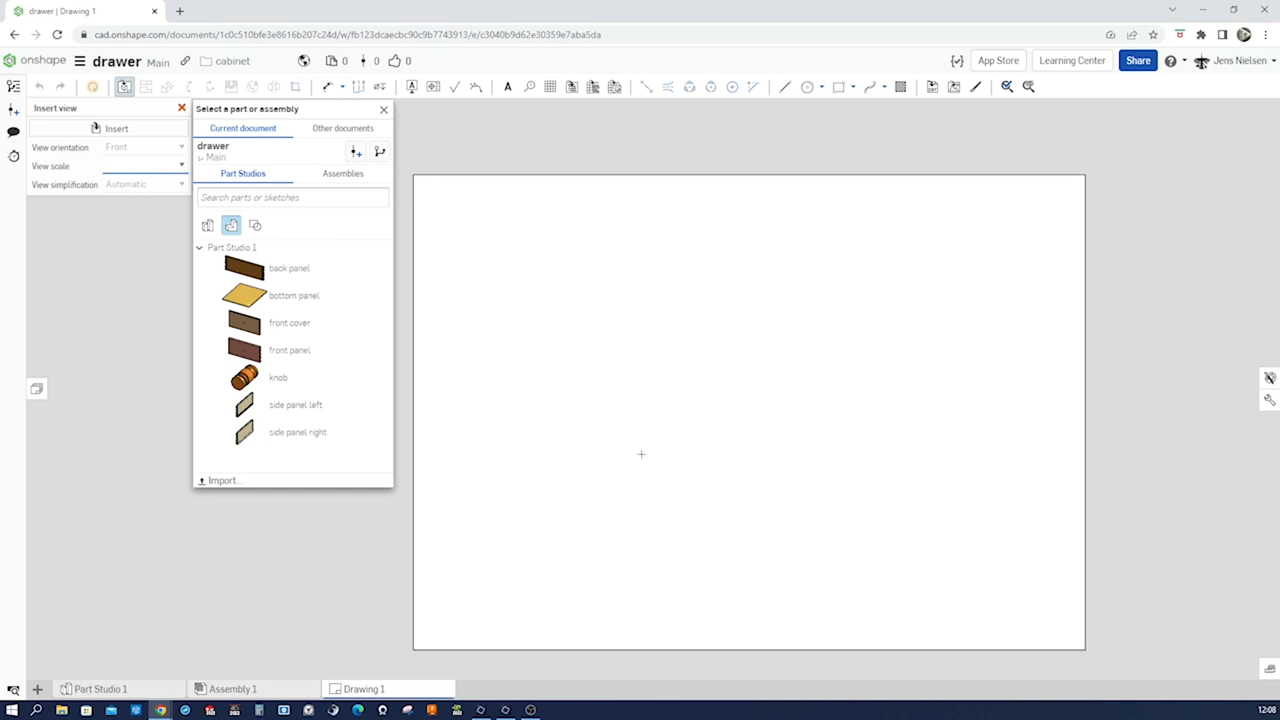 drawer | Drawing 1
cad.onshape.com/documents/1c0c510bfe3e8616b207c24d/w/fb123dcaecbc90c9b7743913/e/c3040b9d62e30359e7aba5da
onshape drawer Main cabinet 0 0 0 App Store Learning Center Share Jens Nielsen
Insert view
Insert
View orientation Front
View scale
View simplification Automatic
Select a part or assembly
Current document Other documents
drawer
Main
Part Studios Assemblies
Search parts or sketches
Part Studio 1
back panel
bottom panel
front cover
front panel
knob
side panel left
side panel right
Import...
Part Studio 1 Assembly 1 Drawing 1
12:08